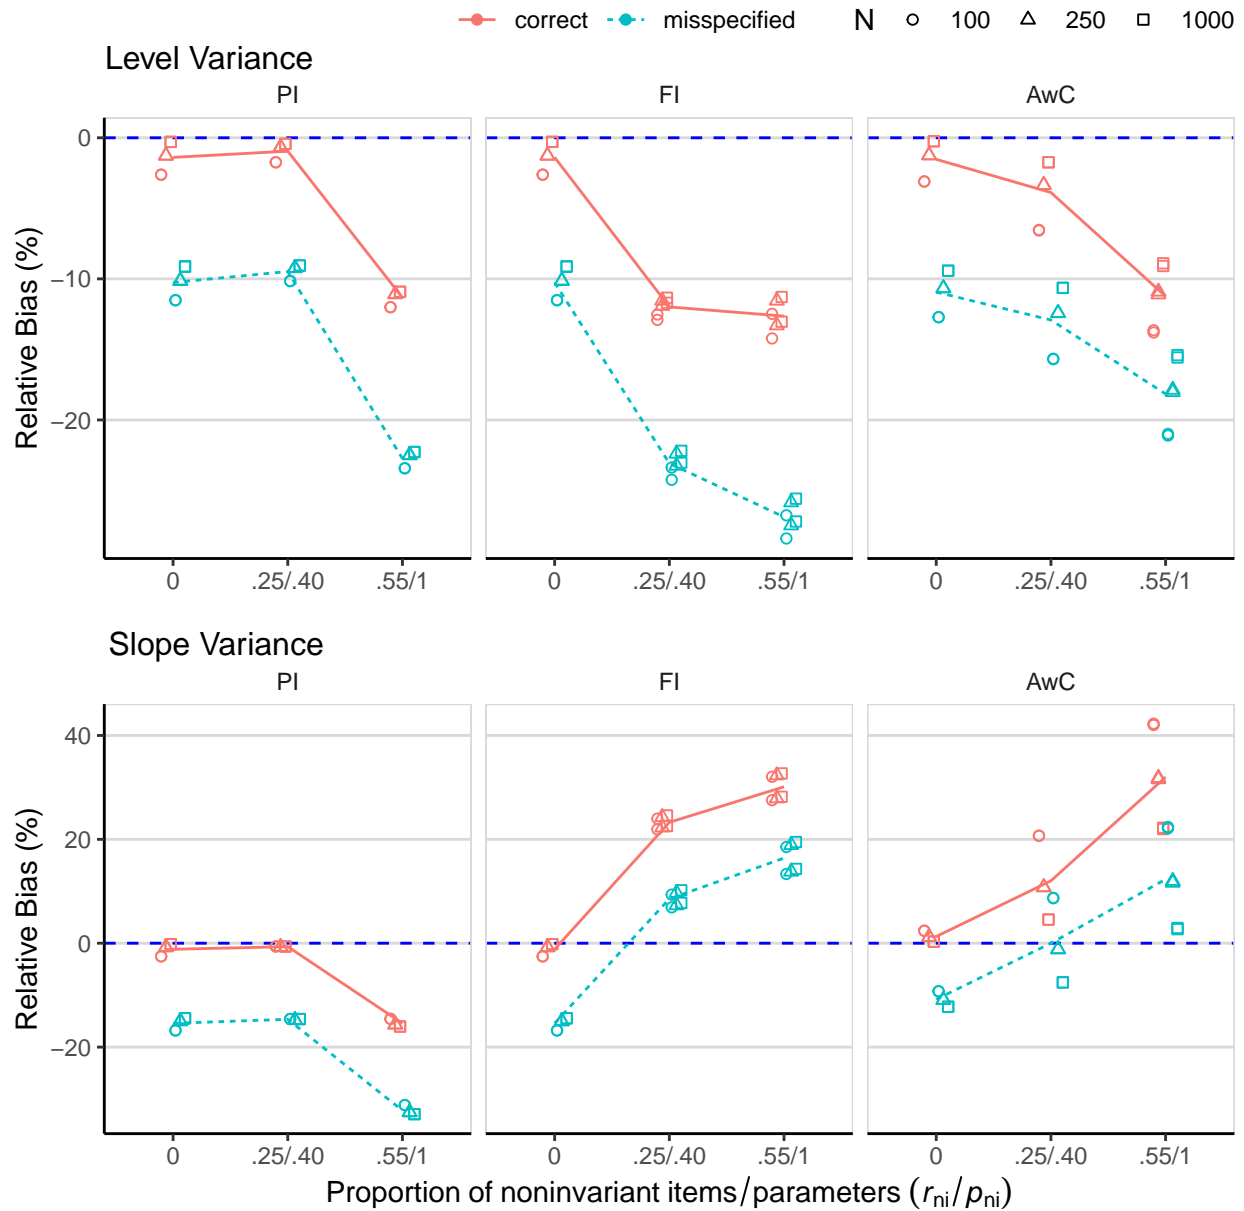 correct misspecified N 100 250 1000
Level Variance
PI FI AwC
Relative Bias (%)
0
−10
−20
0 .25/.40 .55/1 0 .25/.40 .55/1 0 .25/.40 .55/1
Slope Variance
PI FI AwC
Relative Bias (%)
40
20
0
−20
0 .25/.40 .55/1 0 .25/.40 .55/1 0 .25/.40 .55/1
Proportion of noninvariant items/parameters (r_ni/p_ni)